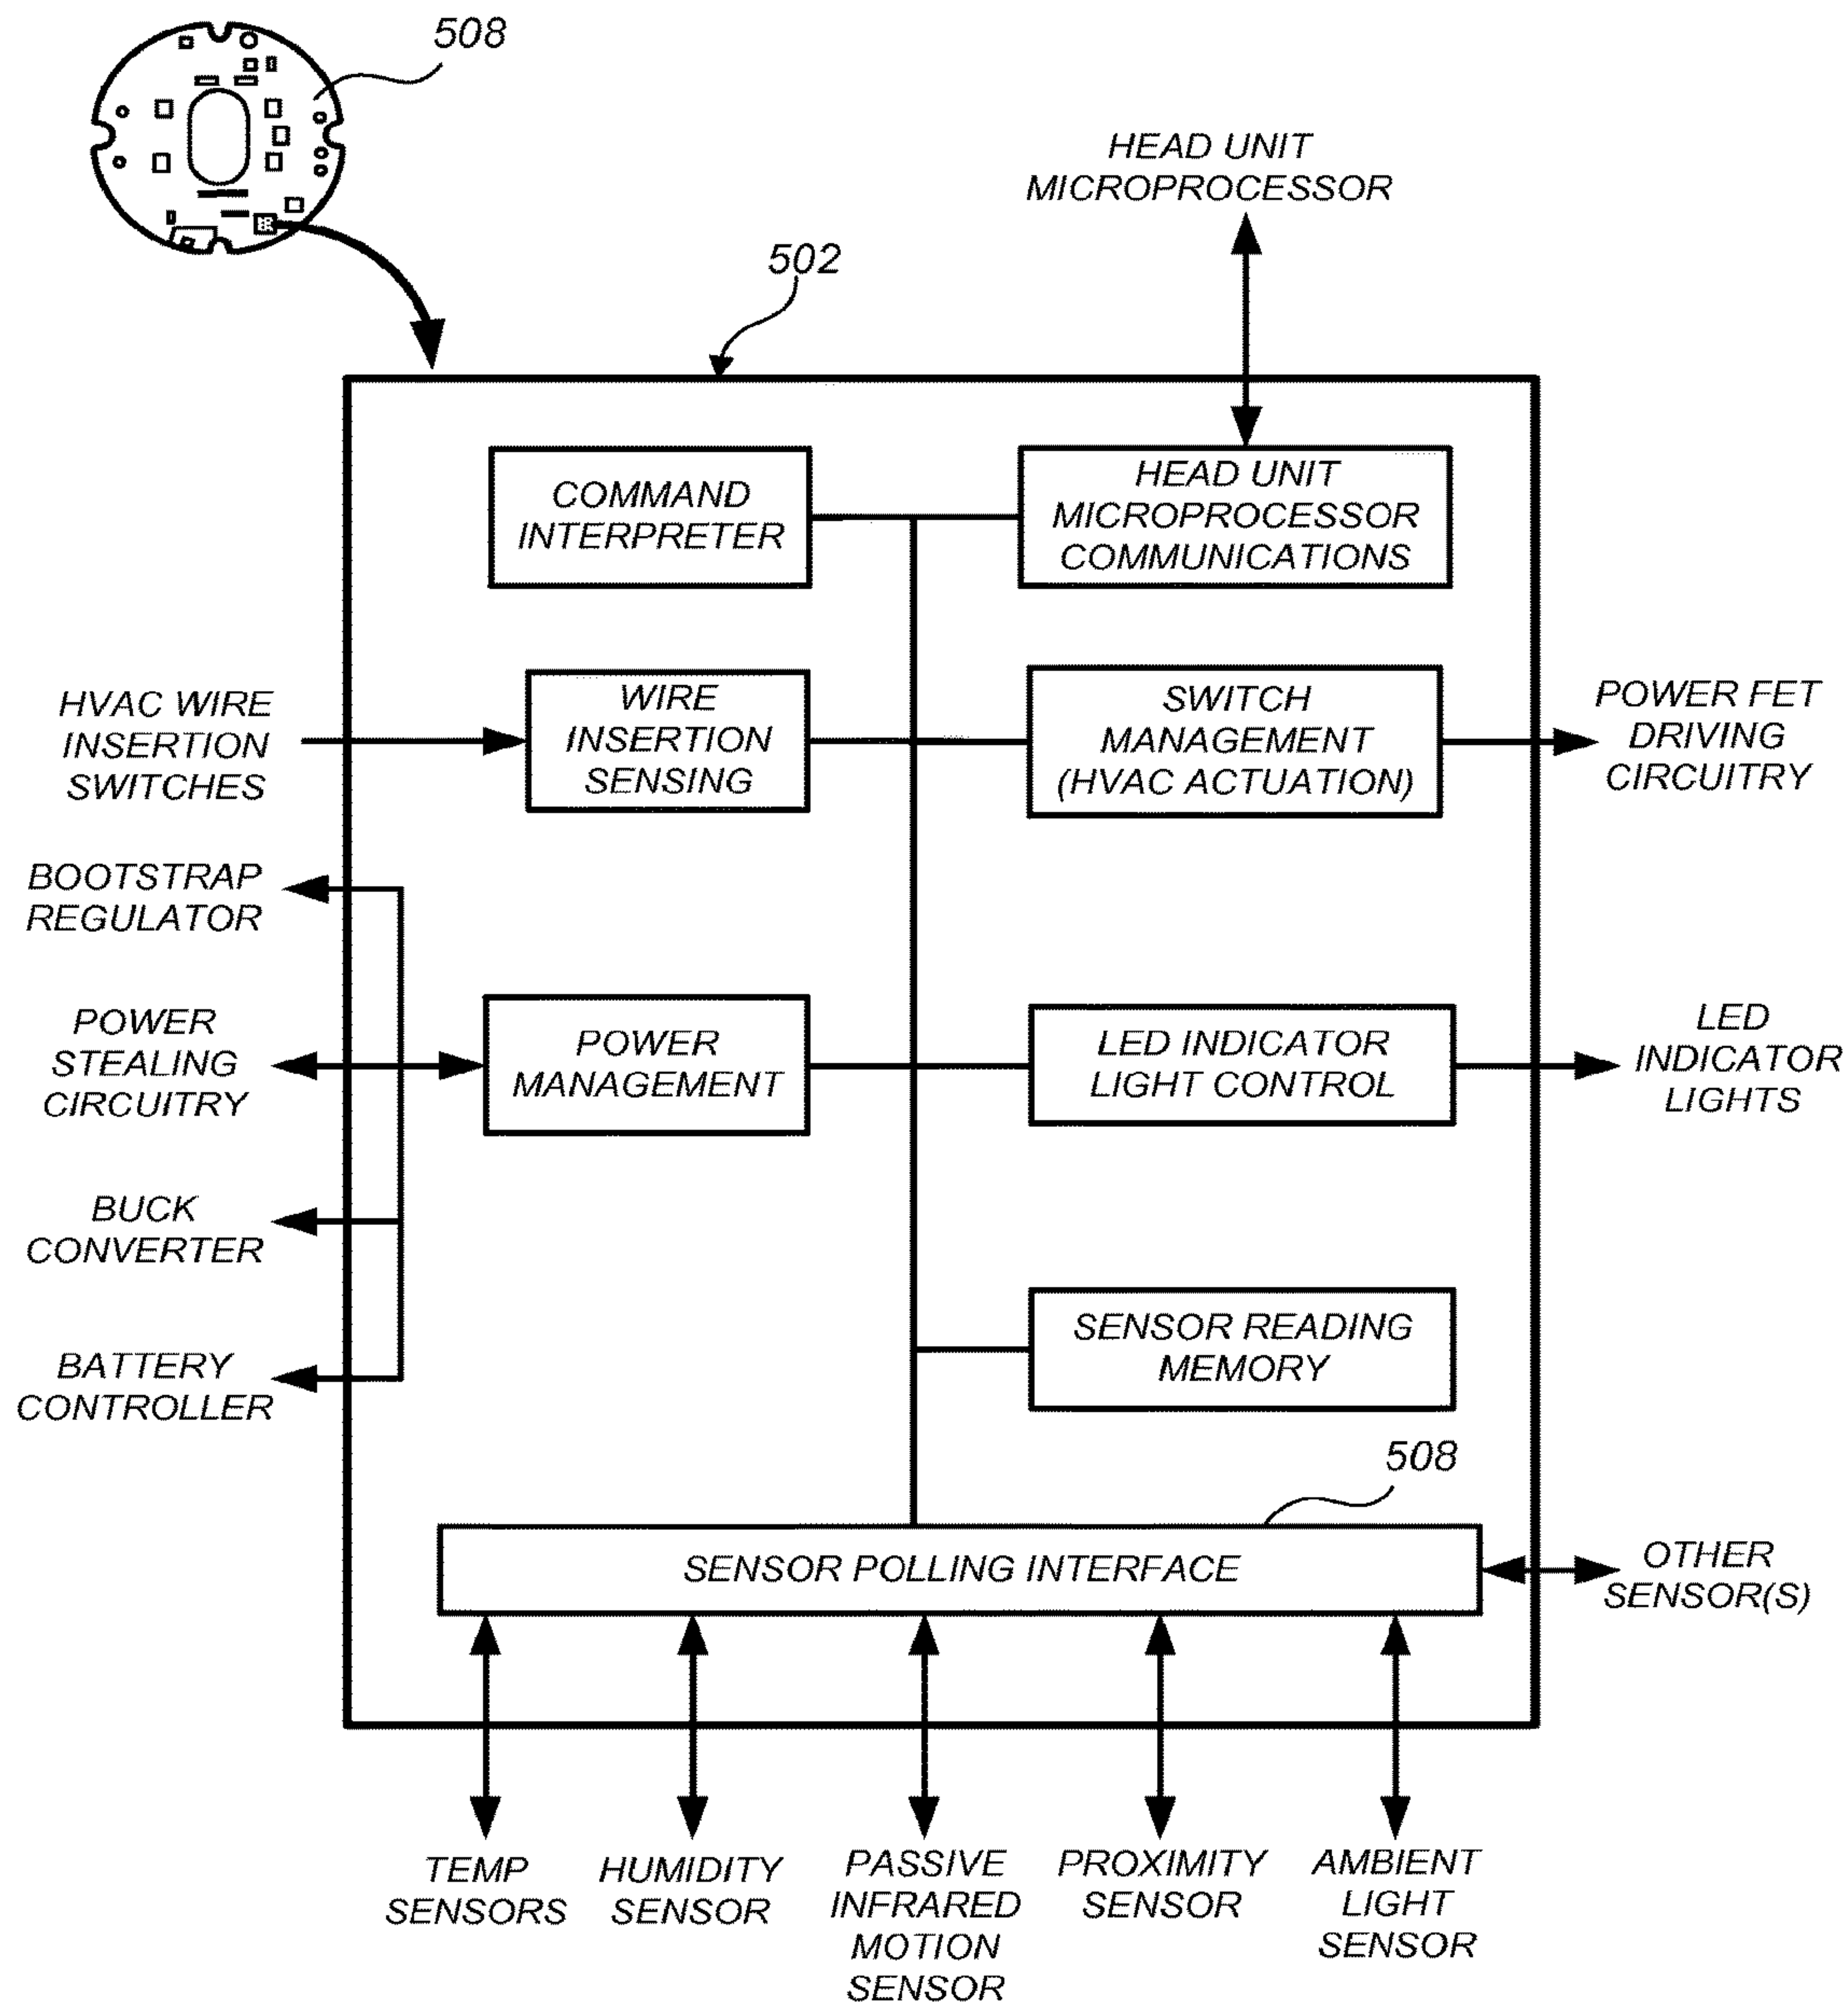 508
HEAD UNIT
MICROPROCESSOR
502
COMMAND
INTERPRETER
HEAD UNIT
MICROPROCESSOR
COMMUNICATIONS
HVAC WIRE
INSERTION
SWITCHES
WIRE
INSERTION
SENSING
SWITCH
MANAGEMENT
(HVAC ACTUATION)
POWER FET
DRIVING
CIRCUITRY
BOOTSTRAP
REGULATOR
POWER
STEALING
CIRCUITRY
POWER
MANAGEMENT
LED INDICATOR
LIGHT CONTROL
LED
INDICATOR
LIGHTS
BUCK
CONVERTER
SENSOR READING
MEMORY
BATTERY
CONTROLLER
508
SENSOR POLLING INTERFACE
OTHER
SENSOR(S)
TEMP
SENSORS
HUMIDITY
SENSOR
PASSIVE
INFRARED
MOTION
SENSOR
PROXIMITY
SENSOR
AMBIENT
LIGHT
SENSOR